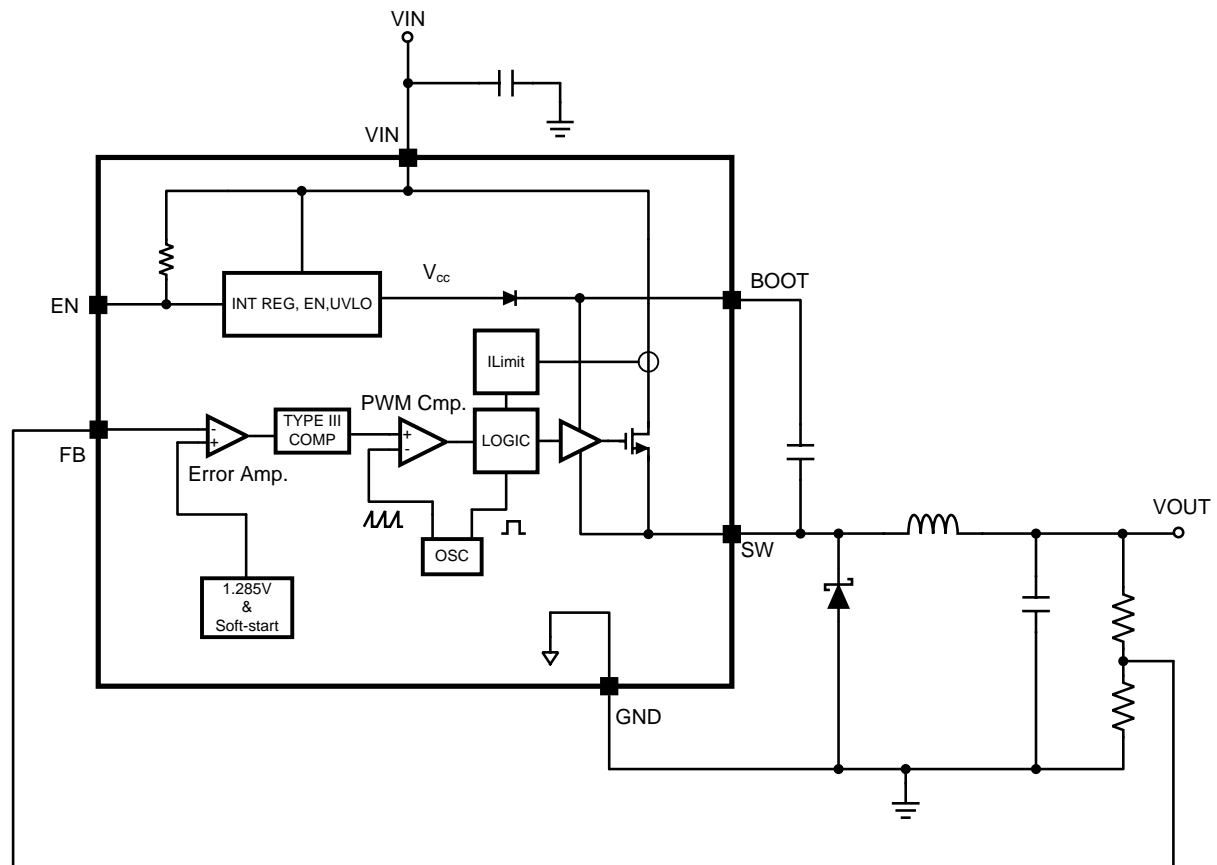 VIN
VIN
V_cc
BOOT
EN
INT REG, EN,UVLO
ILimit
PWM Cmp.
-
+
TYPE III
COMP
+
-
LOGIC
FB
Error Amp.
VOUT
OSC
SW
1.285V
&
Soft-start
GND